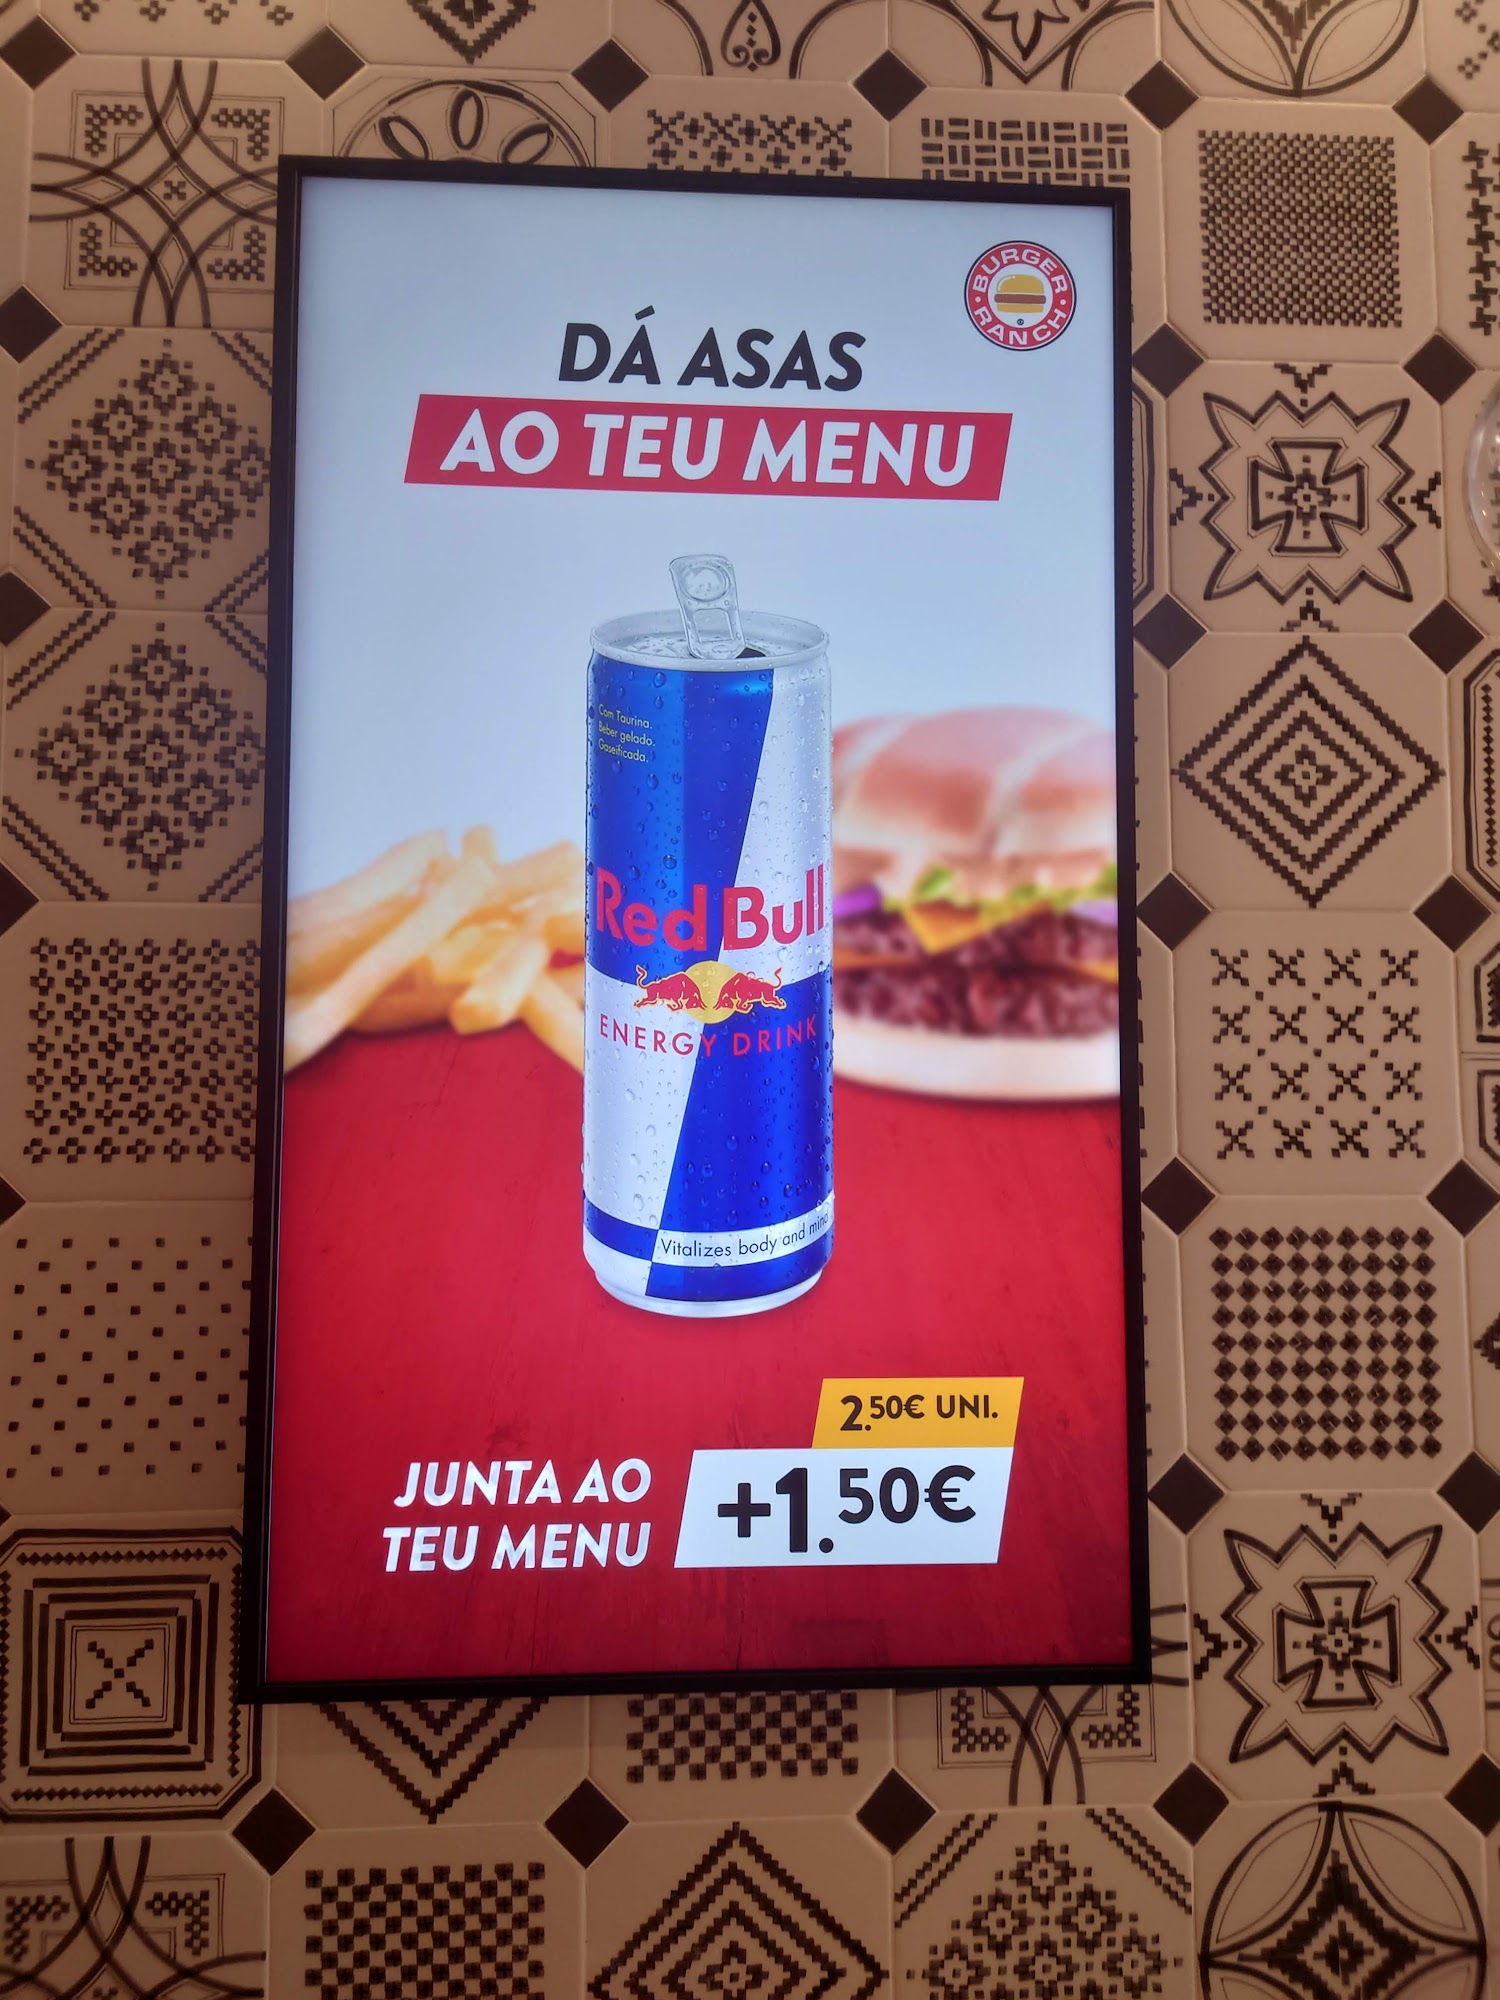 BURGER
RANCH
DÁ ASAS
AO TEU MENU
Com Taurina.
Beber gelado.
Gaseificada.
Red Bull
ENERGY DRINK
Vitalizes body and mind
2.50€ UNI.
JUNTA AO
TEU MENU
+1.50€